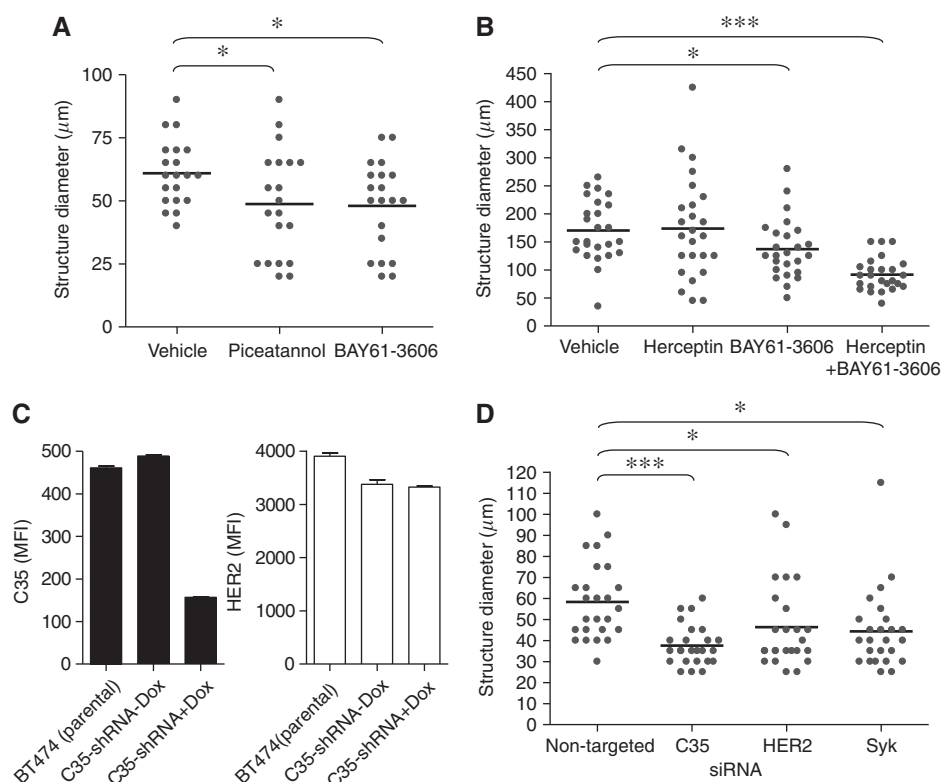 A
*
*
Structure diameter (μm)
100
75
50
25
0
Vehicle
Piceatannol
BAY61-3606
B
***
*
Structure diameter (μm)
450
400
350
300
250
200
150
100
50
0
Vehicle
Herceptin
BAY61-3606
Herceptin
+BAY61-3606
C
C35 (MFI)
500
400
300
200
100
0
BT474 (parental)
C35-shRNA-Dox
C35-shRNA+Dox
HER2 (MFI)
4000
3000
2000
1000
0
BT474(parental)
C35-shRNA-Dox
C35-shRNA+Dox
D
*
*
***
Structure diameter (μm)
120
110
100
90
80
70
60
50
40
30
20
10
0
Non-targeted
C35
HER2
Syk
siRNA